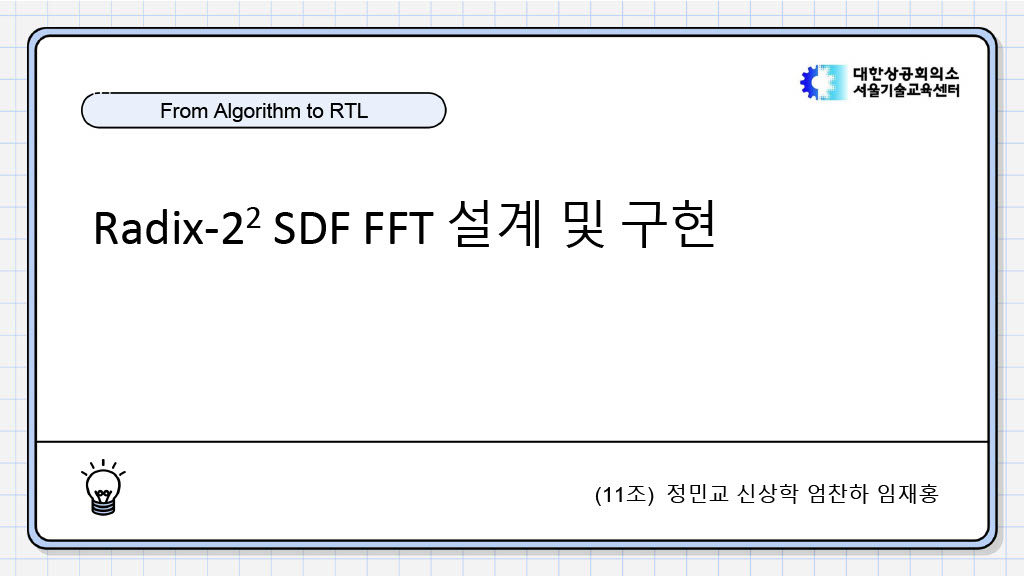 대한상공회의소
서울기술교육센터
From Algorithm to RTL
Radix-2² SDF FFT 설계 및 구현
(11조) 정민교 신상학 엄찬하 임재홍